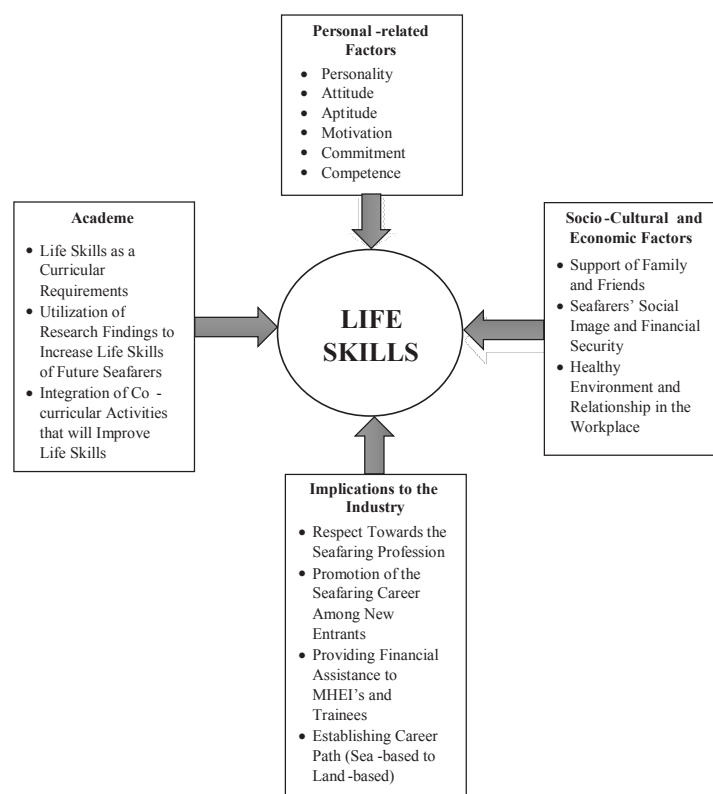 Personal -related
Factors
• Personality
• Attitude
• Aptitude
• Motivation
• Commitment
• Competence
Academe
• Life Skills as a
Curricular
Requirements
• Utilization of
Research Findings to
Increase Life Skills
of Future Seafarers
• Integration of Co -
curricular Activities
that will Improve
Life Skills
LIFE
SKILLS
Socio -Cultural and
Economic Factors
• Support of Family
and Friends
• Seafarers’ Social
Image and Financial
Security
• Healthy
Environment and
Relationship in the
Workplace
Implications to the
Industry
• Respect Towards the
Seafaring Profession
• Promotion of the
Seafaring Career
Among New
Entrants
• Providing Financial
Assistance to
MHEI’s and
Trainees
• Establishing Career
Path (Sea -based to
Land -based)